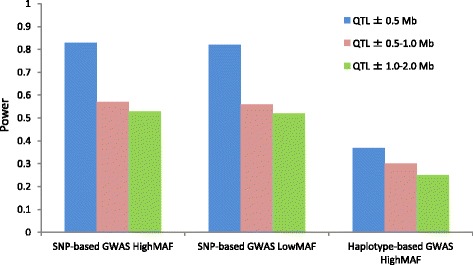 1
0.9
0.8
0.7
0.6
0.5
0.4
0.3
0.2
0.1
0
Power
QTL ± 0.5 Mb
QTL ± 0.5-1.0 Mb
QTL ± 1.0-2.0 Mb
SNP-based GWAS HighMAF
SNP-based GWAS LowMAF
Haplotype-based GWAS
HighMAF